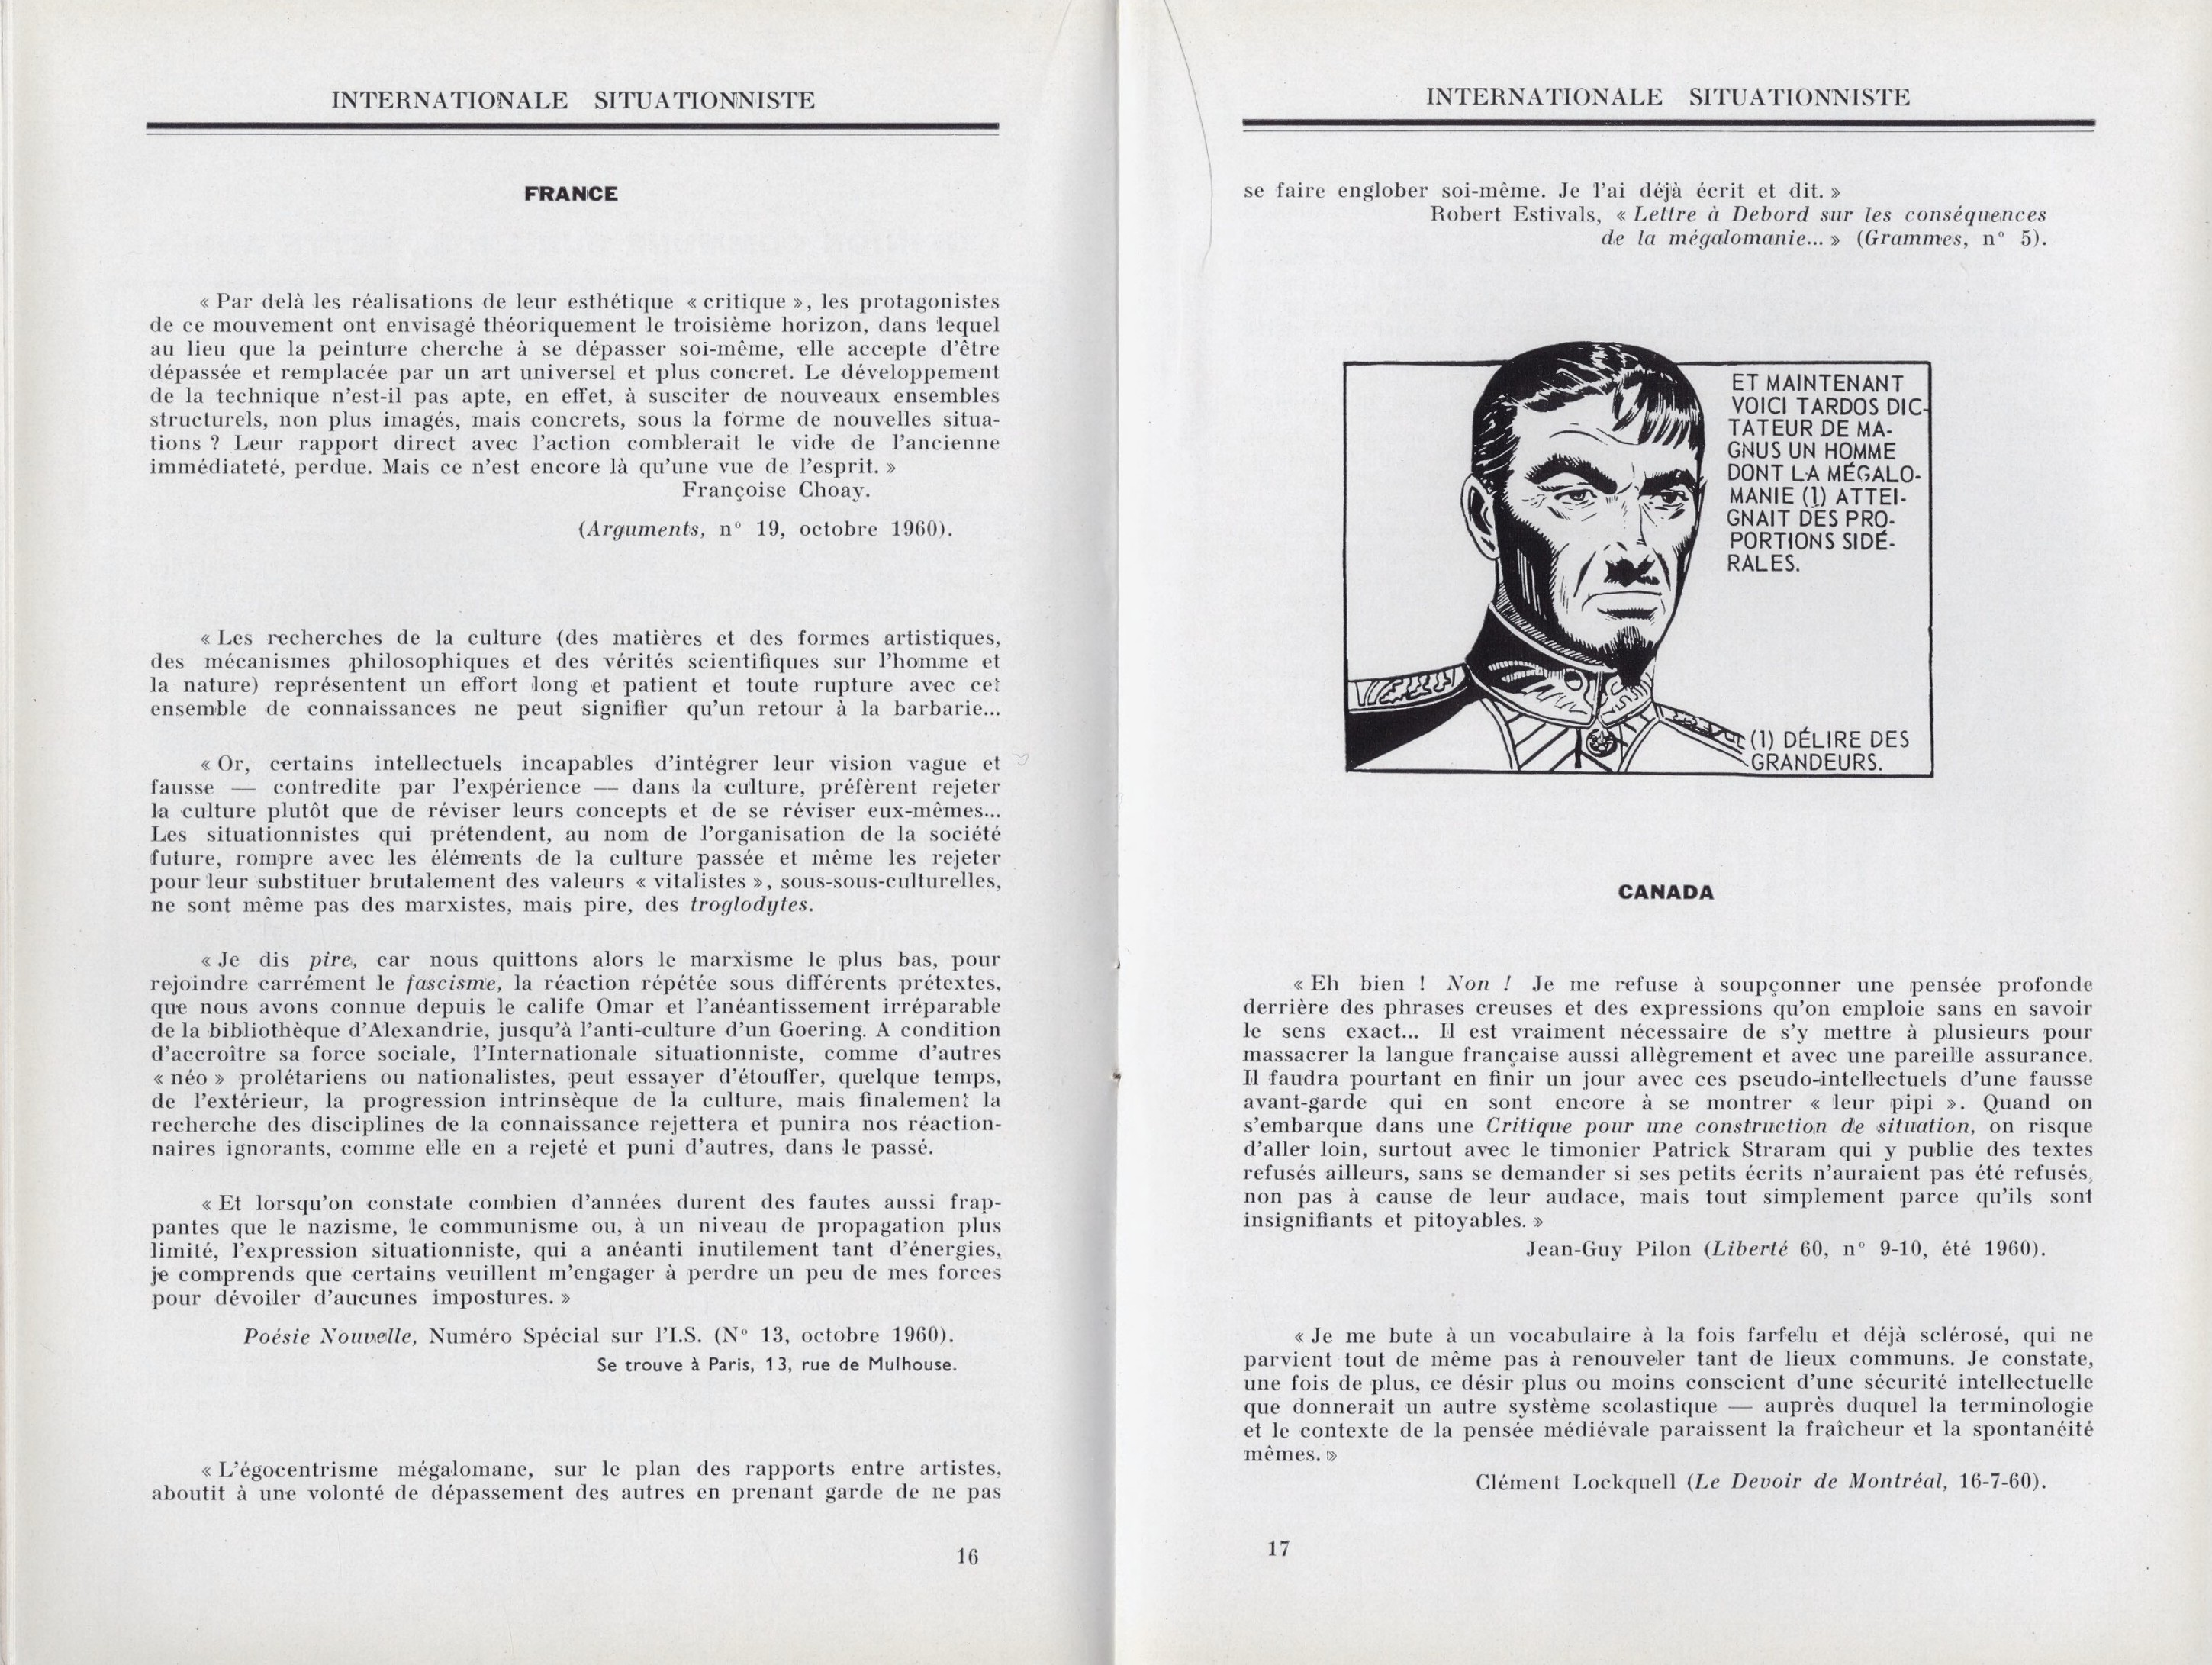 INTERNATIONALE SITUATIONNISTE
FRANCE
« Par delà les réalisations de leur esthétique « critique », les protagonistes
de ce mouvement ont envisagé théoriquement le troisième horizon, dans lequel
au lieu que la peinture cherche à se dépasser soi-même, elle accepte d'être
dépassée et remplacée par un art universel et plus concret. Le développement
de la technique n'est-il pas apte, en effet, à susciter de nouveaux ensembles
structurels, non plus imagés, mais concrets, sous la forme de nouvelles situa-
tions ? Leur rapport direct avec l'action comblerait le vide de l'ancienne
immédiateté, perdue. Mais ce n'est encore là qu'une vue de l'esprit. »
Françoise Choay.
(Arguments, n° 19, octobre 1960).
« Les recherches de la culture (des matières et des formes artistiques,
des mécanismes philosophiques et des vérités scientifiques sur l'homme et
la nature) représentent un effort long et patient et toute rupture avec cet
ensemble de connaissances ne peut signifier qu'un retour à la barbarie...
« Or, certains intellectuels incapables d'intégrer leur vision vague et
fausse — contredite par l'expérience — dans la culture, préfèrent rejeter
la culture plutôt que de réviser leurs concepts et de se réviser eux-mêmes...
Les situationnistes qui prétendent, au nom de l'organisation de la société
future, rompre avec les éléments de la culture passée et même les rejeter
pour leur substituer brutalement des valeurs « vitalistes », sous-sous-culturelles,
ne sont même pas des marxistes, mais pire, des troglodytes.
« Je dis pire, car nous quittons alors le marxisme le plus bas, pour
rejoindre carrément le fascisme, la réaction répétée sous différents prétextes,
que nous avons connue depuis le calife Omar et l'anéantissement irréparable
de la bibliothèque d'Alexandrie, jusqu'à l'anti-culture d'un Goering. A condition
d'accroître sa force sociale, l'Internationale situationniste, comme d'autres
« néo » prolétariens ou nationalistes, peut essayer d'étouffer, quelque temps,
de l'extérieur, la progression intrinsèque de la culture, mais finalement la
recherche des disciplines de la connaissance rejettera et punira nos réaction-
naires ignorants, comme elle en a rejeté et puni d'autres, dans le passé.
« Et lorsqu'on constate combien d'années durent des fautes aussi frap-
pantes que le nazisme, le communisme ou, à un niveau de propagation plus
limité, l'expression situationniste, qui a anéanti inutilement tant d'énergies,
je comprends que certains veuillent m'engager à perdre un peu de mes forces
pour dévoiler d'aucunes impostures. »
Poésie Nouvelle, Numéro Spécial sur l'I.S. (N° 13, octobre 1960).
Se trouve à Paris, 13, rue de Mulhouse.
« L'égocentrisme mégalomane, sur le plan des rapports entre artistes,
aboutit à une volonté de dépassement des autres en prenant garde de ne pas
16
INTERNATIONALE SITUATIONNISTE
se faire englober soi-même. Je l'ai déjà écrit et dit. »
Robert Estivals, « Lettre à Debord sur les conséquences
de la mégalomanie... » (Grammes, n° 5).
ET MAINTENANT
VOICI TARDOS DIC-
TATEUR DE MA-
GNUS UN HOMME
DONT LA MÉGALO-
MANIE (1) ATTEI-
GNAIT DES PRO-
PORTIONS SIDÉ-
RALES.
(1) DÉLIRE DES
GRANDEURS.
CANADA
« Eh bien ! Non ! Je me refuse à soupçonner une pensée profonde
derrière des phrases creuses et des expressions qu'on emploie sans en savoir
le sens exact... Il est vraiment nécessaire de s'y mettre à plusieurs pour
massacrer la langue française aussi allègrement et avec une pareille assurance.
Il faudra pourtant en finir un jour avec ces pseudo-intellectuels d'une fausse
avant-garde qui en sont encore à se montrer « leur pipi ». Quand on
s'embarque dans une Critique pour une construction de situation, on risque
d'aller loin, surtout avec le timonier Patrick Straram qui y publie des textes
refusés ailleurs, sans se demander si ses petits écrits n'auraient pas été refusés,
non pas à cause de leur audace, mais tout simplement parce qu'ils sont
insignifiants et pitoyables. »
Jean-Guy Pilon (Liberté 60, n° 9-10, été 1960).
« Je me bute à un vocabulaire à la fois farfelu et déjà sclérosé, qui ne
parvient tout de même pas à renouveler tant de lieux communs. Je constate,
une fois de plus, ce désir plus ou moins conscient d'une sécurité intellectuelle
que donnerait un autre système scolastique — auprès duquel la terminologie
et le contexte de la pensée médiévale paraissent la fraîcheur et la spontanéité
mêmes. »
Clément Lockquell (Le Devoir de Montréal, 16-7-60).
17